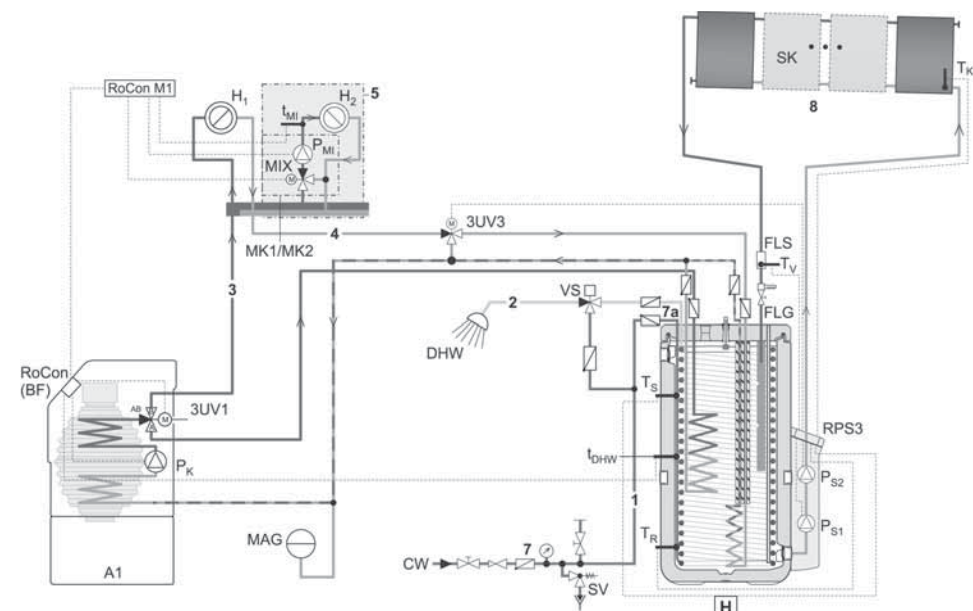 RoCon M1
H1
tMI
H2
5
PMI
MIX
M
MK1/MK2
4
3
M
3UV3
SK
TK
8
FLS
TV
FLG
2
VS
7a
H
DHW
RoCon
(BF)
AB
M
3UV1
PK
A1
MAG
TS
tDHW
TR
1
RPS3
PS2
PS1
CW
7
SV
H